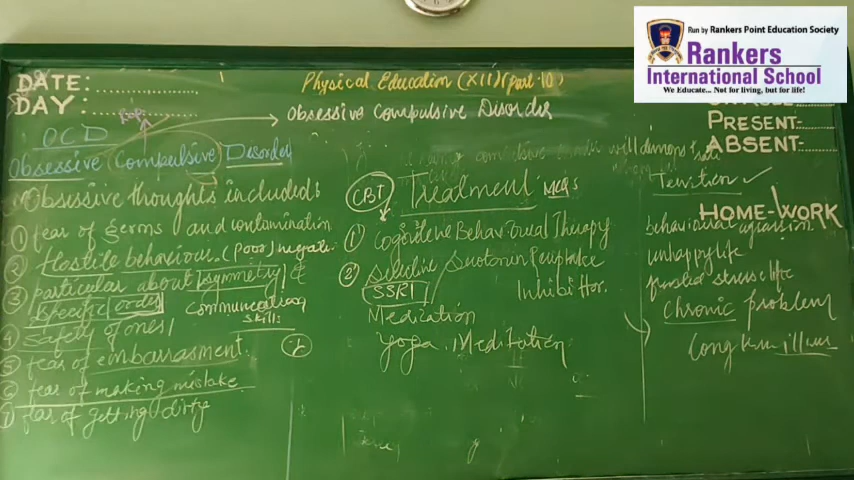 Run by Rankers Point Education Society
Rankers
International School
We Educate.. Not for living, but for life!
DATE:
DAY:
Physical Education (XII) (Part-10)
Obsessive Compulsive Disorder
PRESENT:
ABSENT:
OCD
Obsessive Compulsive Disorder
Obsessive thoughts included:
① fear of germs and contamination
② Hostile behaviour. (poor) negati
③ particular about symmetry &
specific order communication
skills
④ safety of ones
⑤ fear of embarrasment
⑥ fear of making mistake
⑦ fear of getting dirty
CBT Treatment MCQs
① Behavioural Therapy
② Selective Serotonin Reuptake
SSRI
Medication
Yoga. Meditation
Tension
HOME-WORK
behavioural
unhappy life
stress life
Chronic problem
long term illness